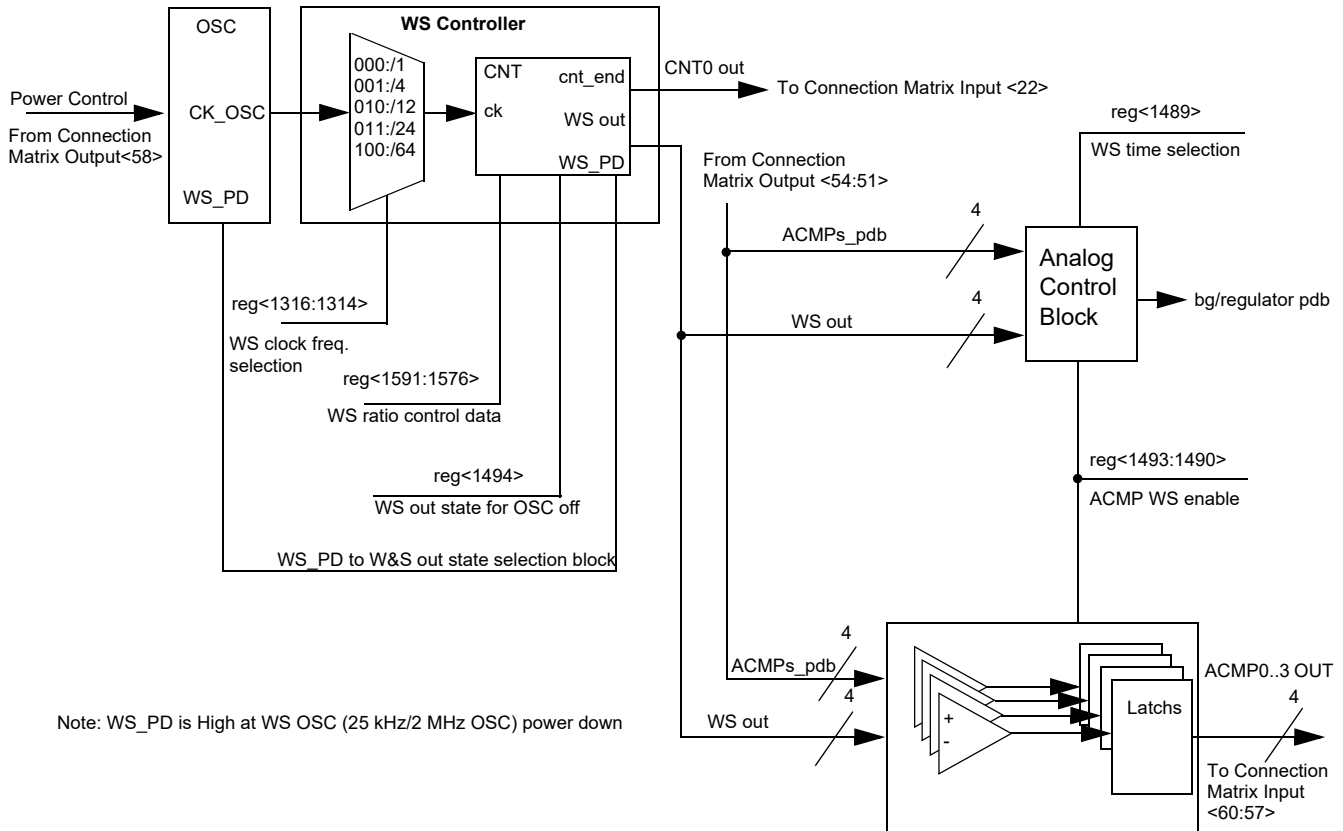 OSC
WS Controller
000:/1
001:/4
010:/12
011:/24
100:/64
CNT
cnt_end
ck
WS out
WS_PD
CNT0 out
To Connection Matrix Input <22>
Power Control
From Connection
Matrix Output<58>
CK_OSC
WS_PD
reg<1489>
WS time selection
From Connection
Matrix Output <54:51>
4
ACMPs_pdb
Analog
Control
Block
bg/regulator pdb
4
WS out
reg<1316:1314>
WS clock freq.
selection
reg<1591:1576>
WS ratio control data
reg<1494>
WS out state for OSC off
reg<1493:1490>
ACMP WS enable
WS_PD to W&S out state selection block
4
ACMPs_pdb
4
WS out
+
-
Latchs
ACMP0..3 OUT
4
To Connection
Matrix Input
<60:57>
Note: WS_PD is High at WS OSC (25 kHz/2 MHz OSC) power down